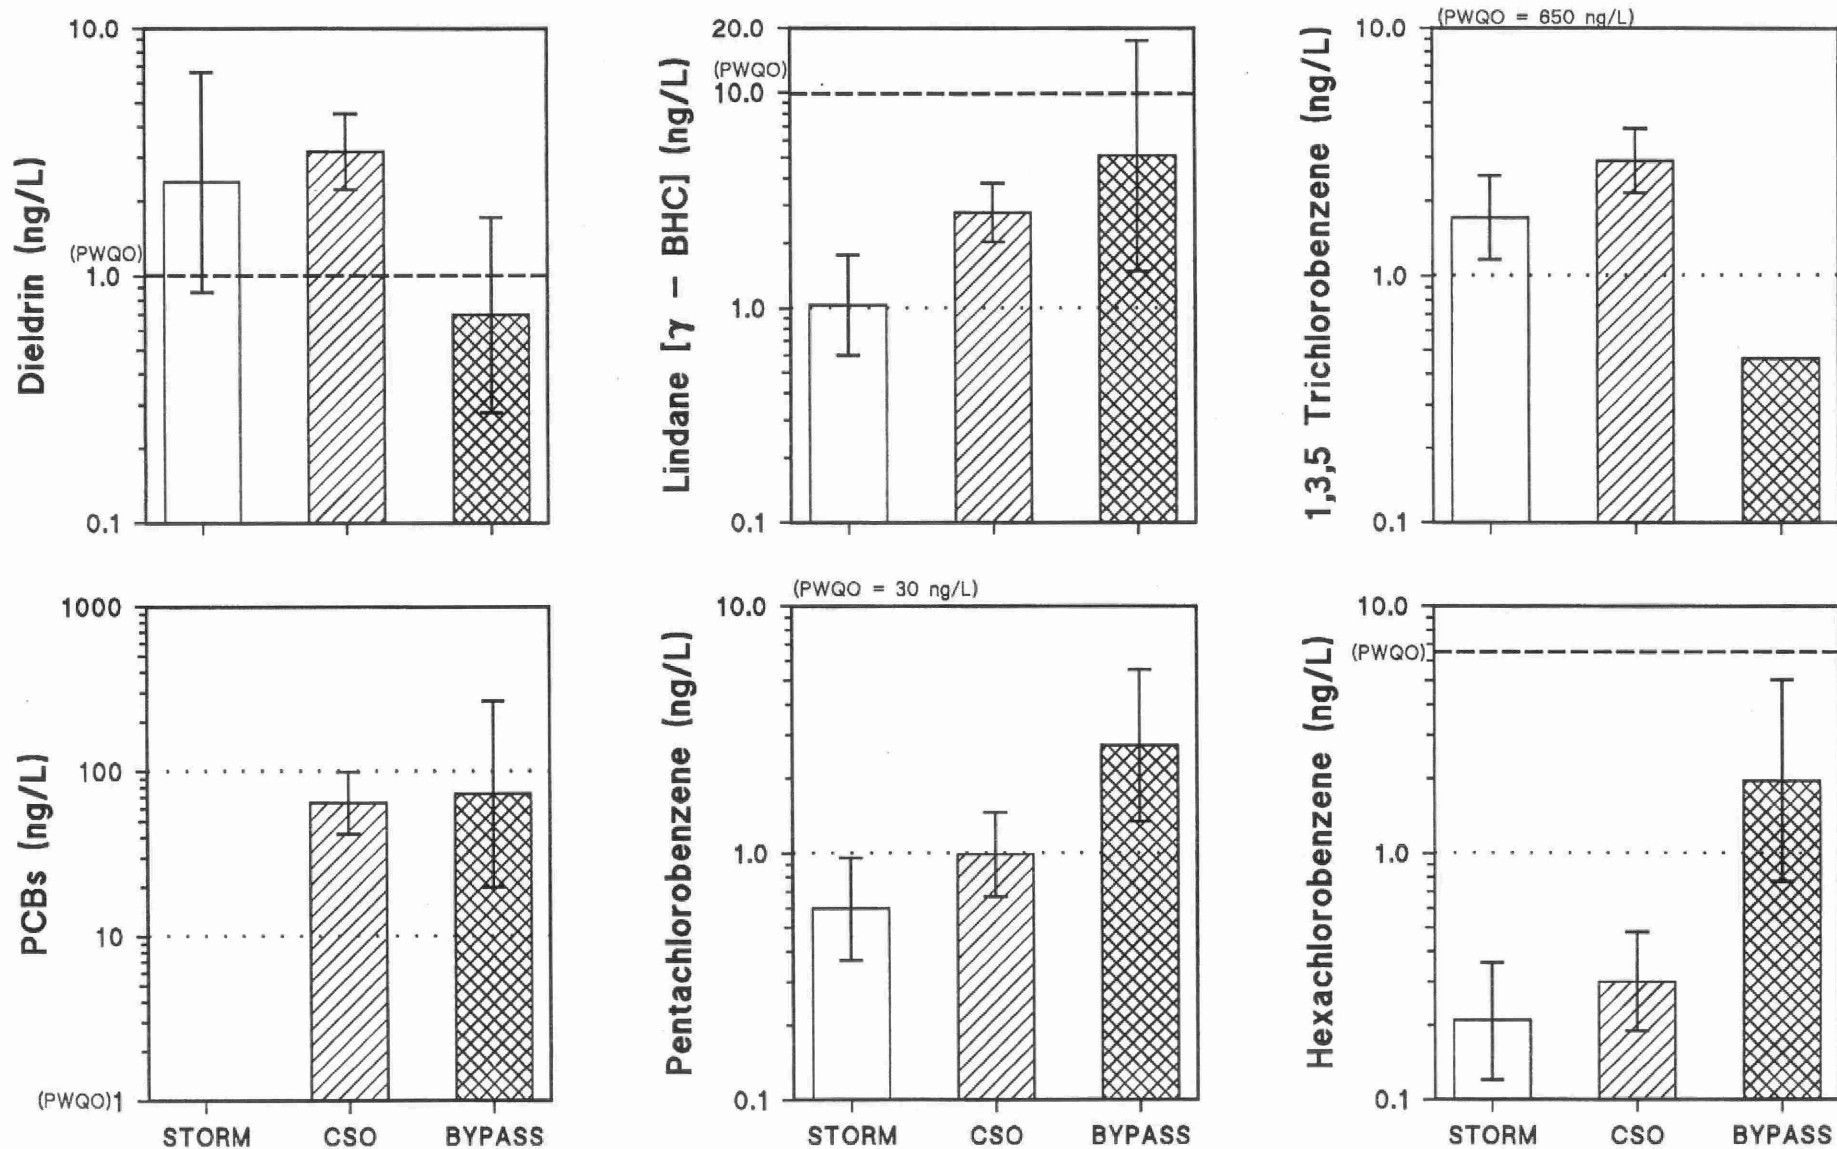 Dieldrin (ng/L)
10.0
(PWQO)
1.0
0.1
Lindane [γ – BHC] (ng/L)
20.0
(PWQO)
10.0
1.0
0.1
1,3,5 Trichlorobenzene (ng/L)
(PWQO = 650 ng/L)
10.0
1.0
0.1
PCBs (ng/L)
1000
100
10
(PWQO) 1
STORM CSO BYPASS
Pentachlorobenzene (ng/L)
(PWQO = 30 ng/L)
10.0
1.0
0.1
STORM CSO BYPASS
Hexachlorobenzene (ng/L)
10.0
(PWQO)
1.0
0.1
STORM CSO BYPASS